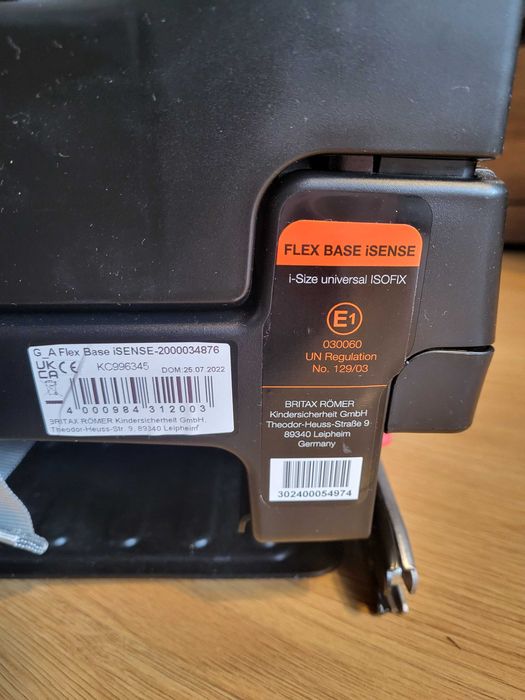 FLEX BASE iSENSE
i-Size universal ISOFIX
E1
030060
UN Regulation
No. 129/03
BRITAX RÖMER
Kindersicherheit GmbH
Theodor-Heuss-Straße 9
89340 Leipheim
Germany
302400054974
G_A Flex Base iSENSE-2000034876
UK CA CE KC996345 DOM:26.07.2022
4 000984 312003
BRITAX RÖMER Kindersicherheit GmbH,
Theodor-Heuss-Str. 9, 89340 Leipheim